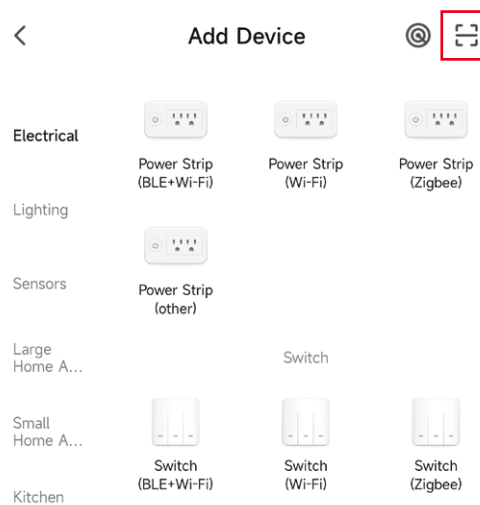 Add Device
Electrical
Power Strip
(BLE+Wi-Fi)
Power Strip
(Wi-Fi)
Power Strip
(Zigbee)
Lighting
Power Strip
(other)
Sensors
Large
Home A...
Switch
Small
Home A...
Switch
(BLE+Wi-Fi)
Switch
(Wi-Fi)
Switch
(Zigbee)
Kitchen